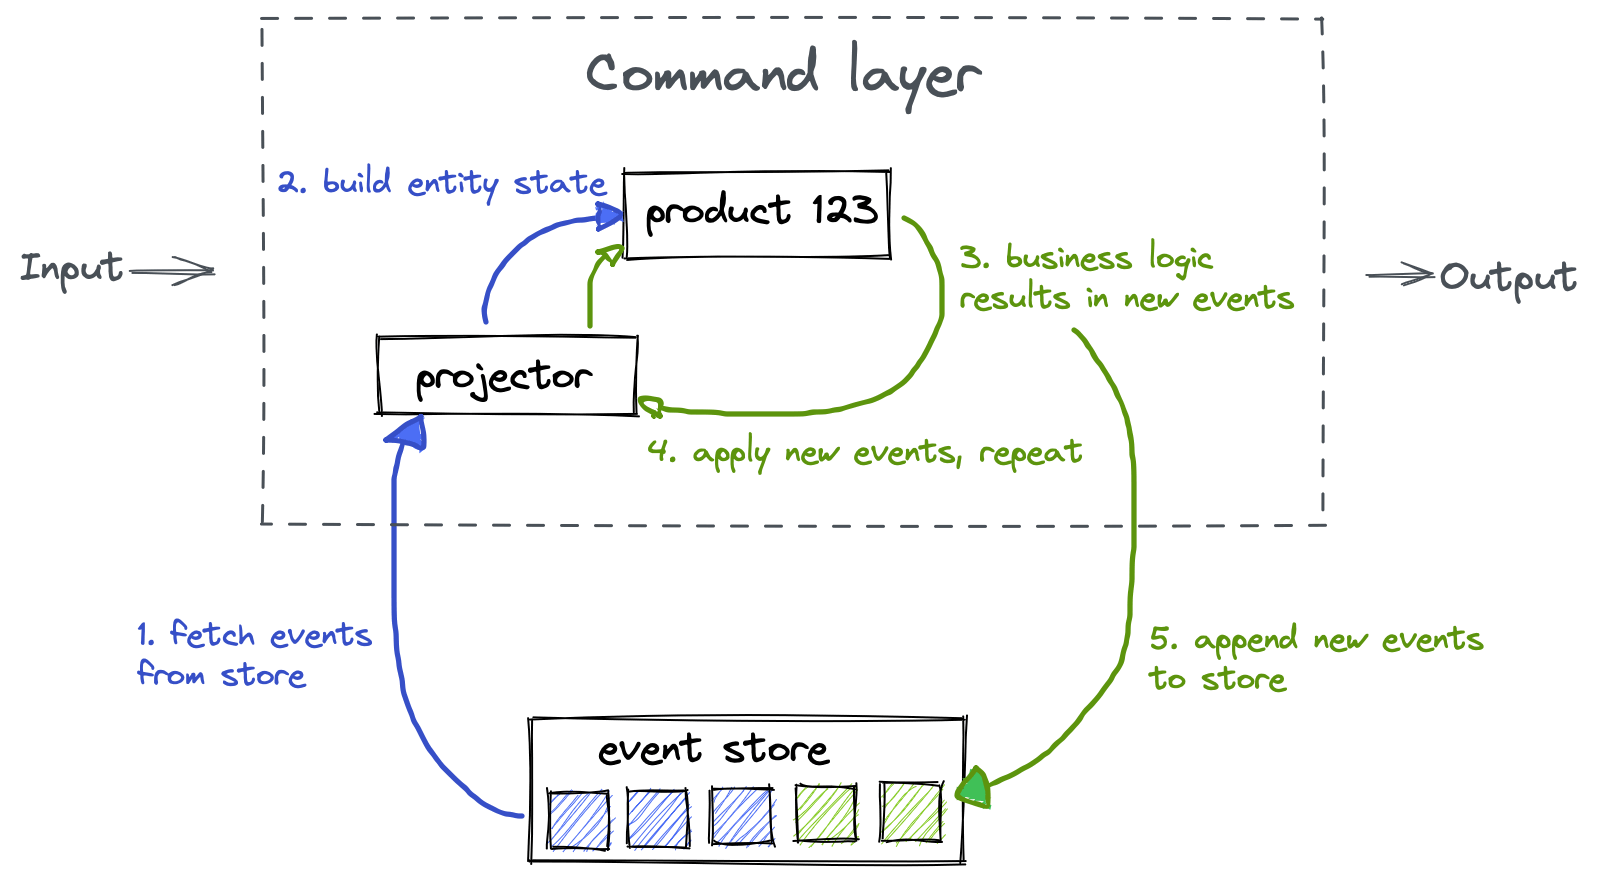 Command layer
2. build entity state
product 123
Input
3. business logic
results in new events
Output
projector
4. apply new events, repeat
1. fetch events
from store
5. append new events
to store
event store